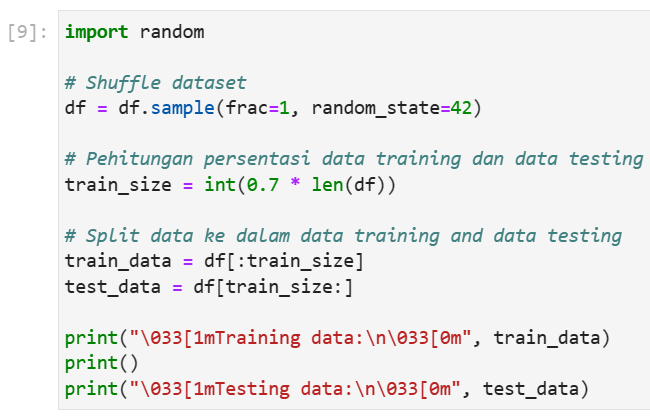 [9]: import random
# Shuffle dataset
df = df.sample(frac=1, random_state=42)
# Pehitungan persentasi data training dan data testing
train_size = int(0.7 * len(df))
# Split data ke dalam data training and data testing
train_data = df[:train_size]
test_data = df[train_size:]
print("\033[1mTraining data:\n\033[0m", train_data)
print()
print("\033[1mTesting data:\n\033[0m", test_data)